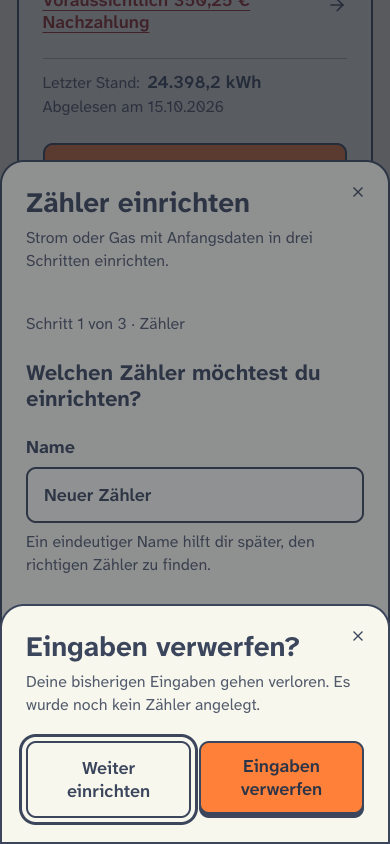 Voraussichtlich 350,25 €
Nachzahlung
Letzter Stand: 24.398,2 kWh
Abgelesen am 15.10.2026
Zähler einrichten
Strom oder Gas mit Anfangsdaten in drei
Schritten einrichten.
Schritt 1 von 3 · Zähler
Welchen Zähler möchtest du
einrichten?
Name
Neuer Zähler
Ein eindeutiger Name hilft dir später, den
richtigen Zähler zu finden.
Eingaben verwerfen?
Deine bisherigen Eingaben gehen verloren. Es
wurde noch kein Zähler angelegt.
Weiter
einrichten
Eingaben
verwerfen